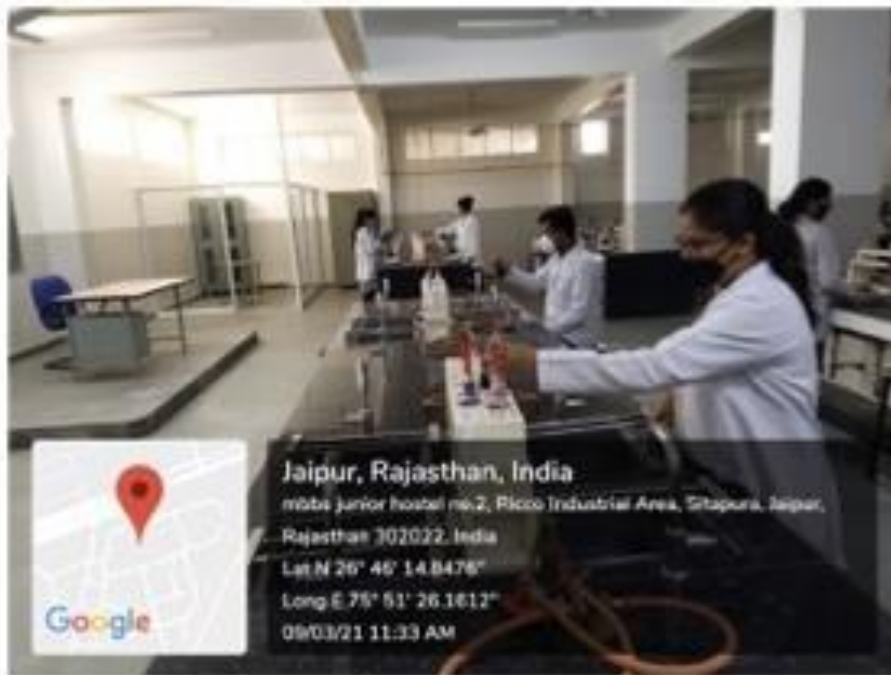 Jaipur, Rajasthan, India
mbbs junior hostel no.2, Ricco Industrial Area, Sitapura, Jaipur,
Rajasthan 302022, India
Lat N 26° 46' 14.8476"
Long E 75° 51' 26.1612"
09/03/21 11:33 AM
Google